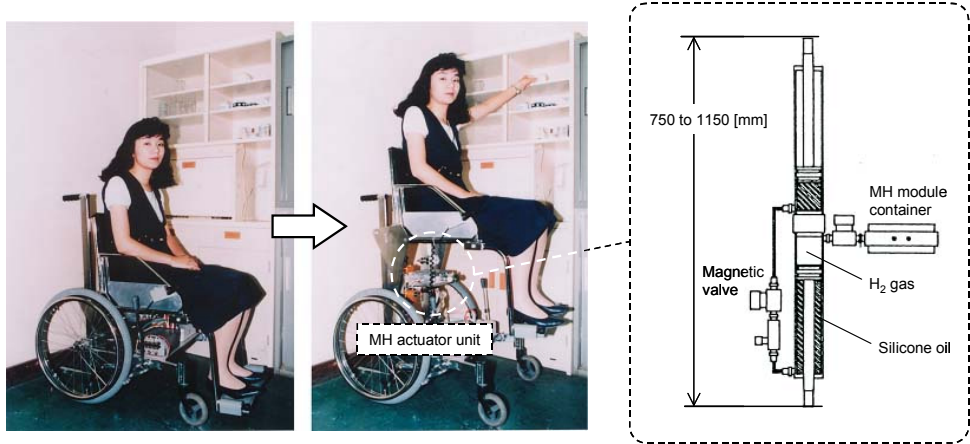 MH actuator unit
750 to 1150 [mm]
MH module
container
Magnetic
valve
H₂ gas
Silicone oil